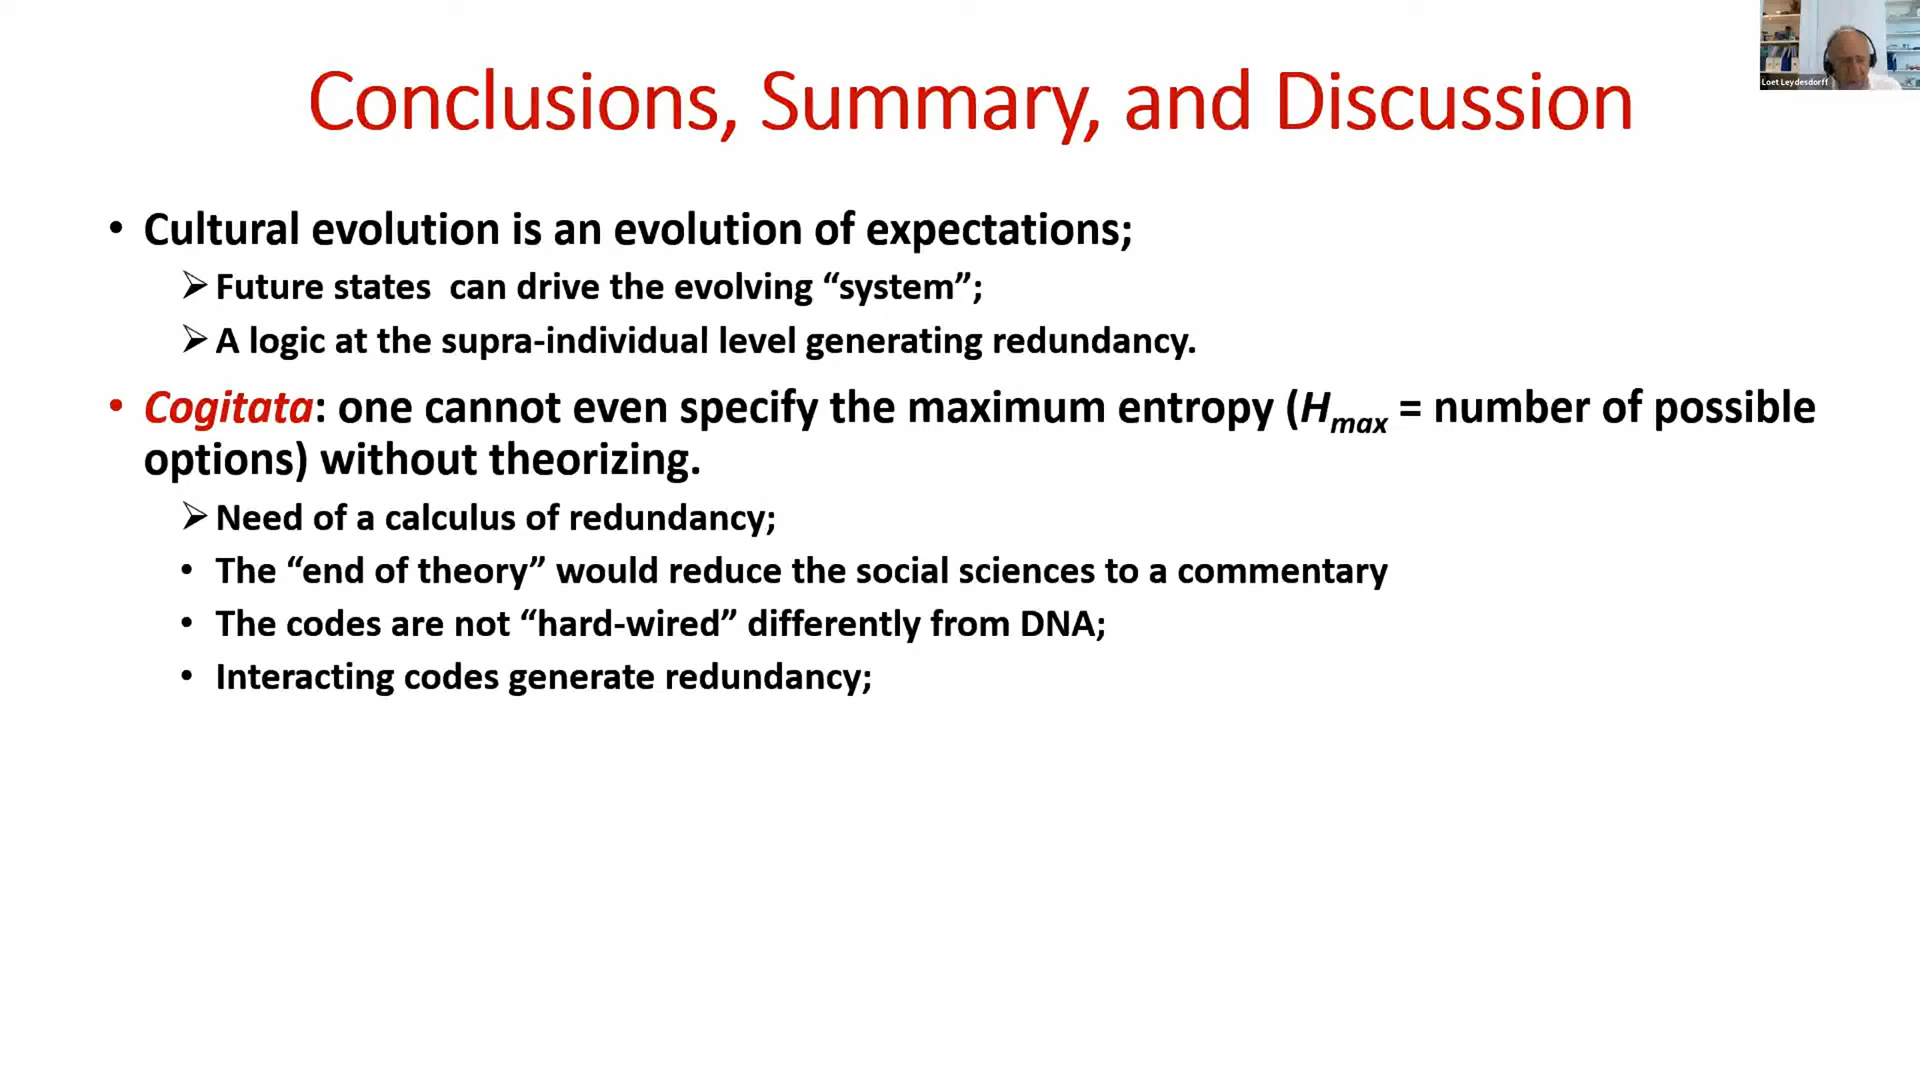 Conclusions, Summary, and Discussion
Loet Leydesdorff
• Cultural evolution is an evolution of expectations;
➢ Future states can drive the evolving “system”;
➢ A logic at the supra-individual level generating redundancy.
• Cogitata: one cannot even specify the maximum entropy (Hmax = number of possible
options) without theorizing.
➢ Need of a calculus of redundancy;
• The “end of theory” would reduce the social sciences to a commentary
• The codes are not “hard-wired” differently from DNA;
• Interacting codes generate redundancy;